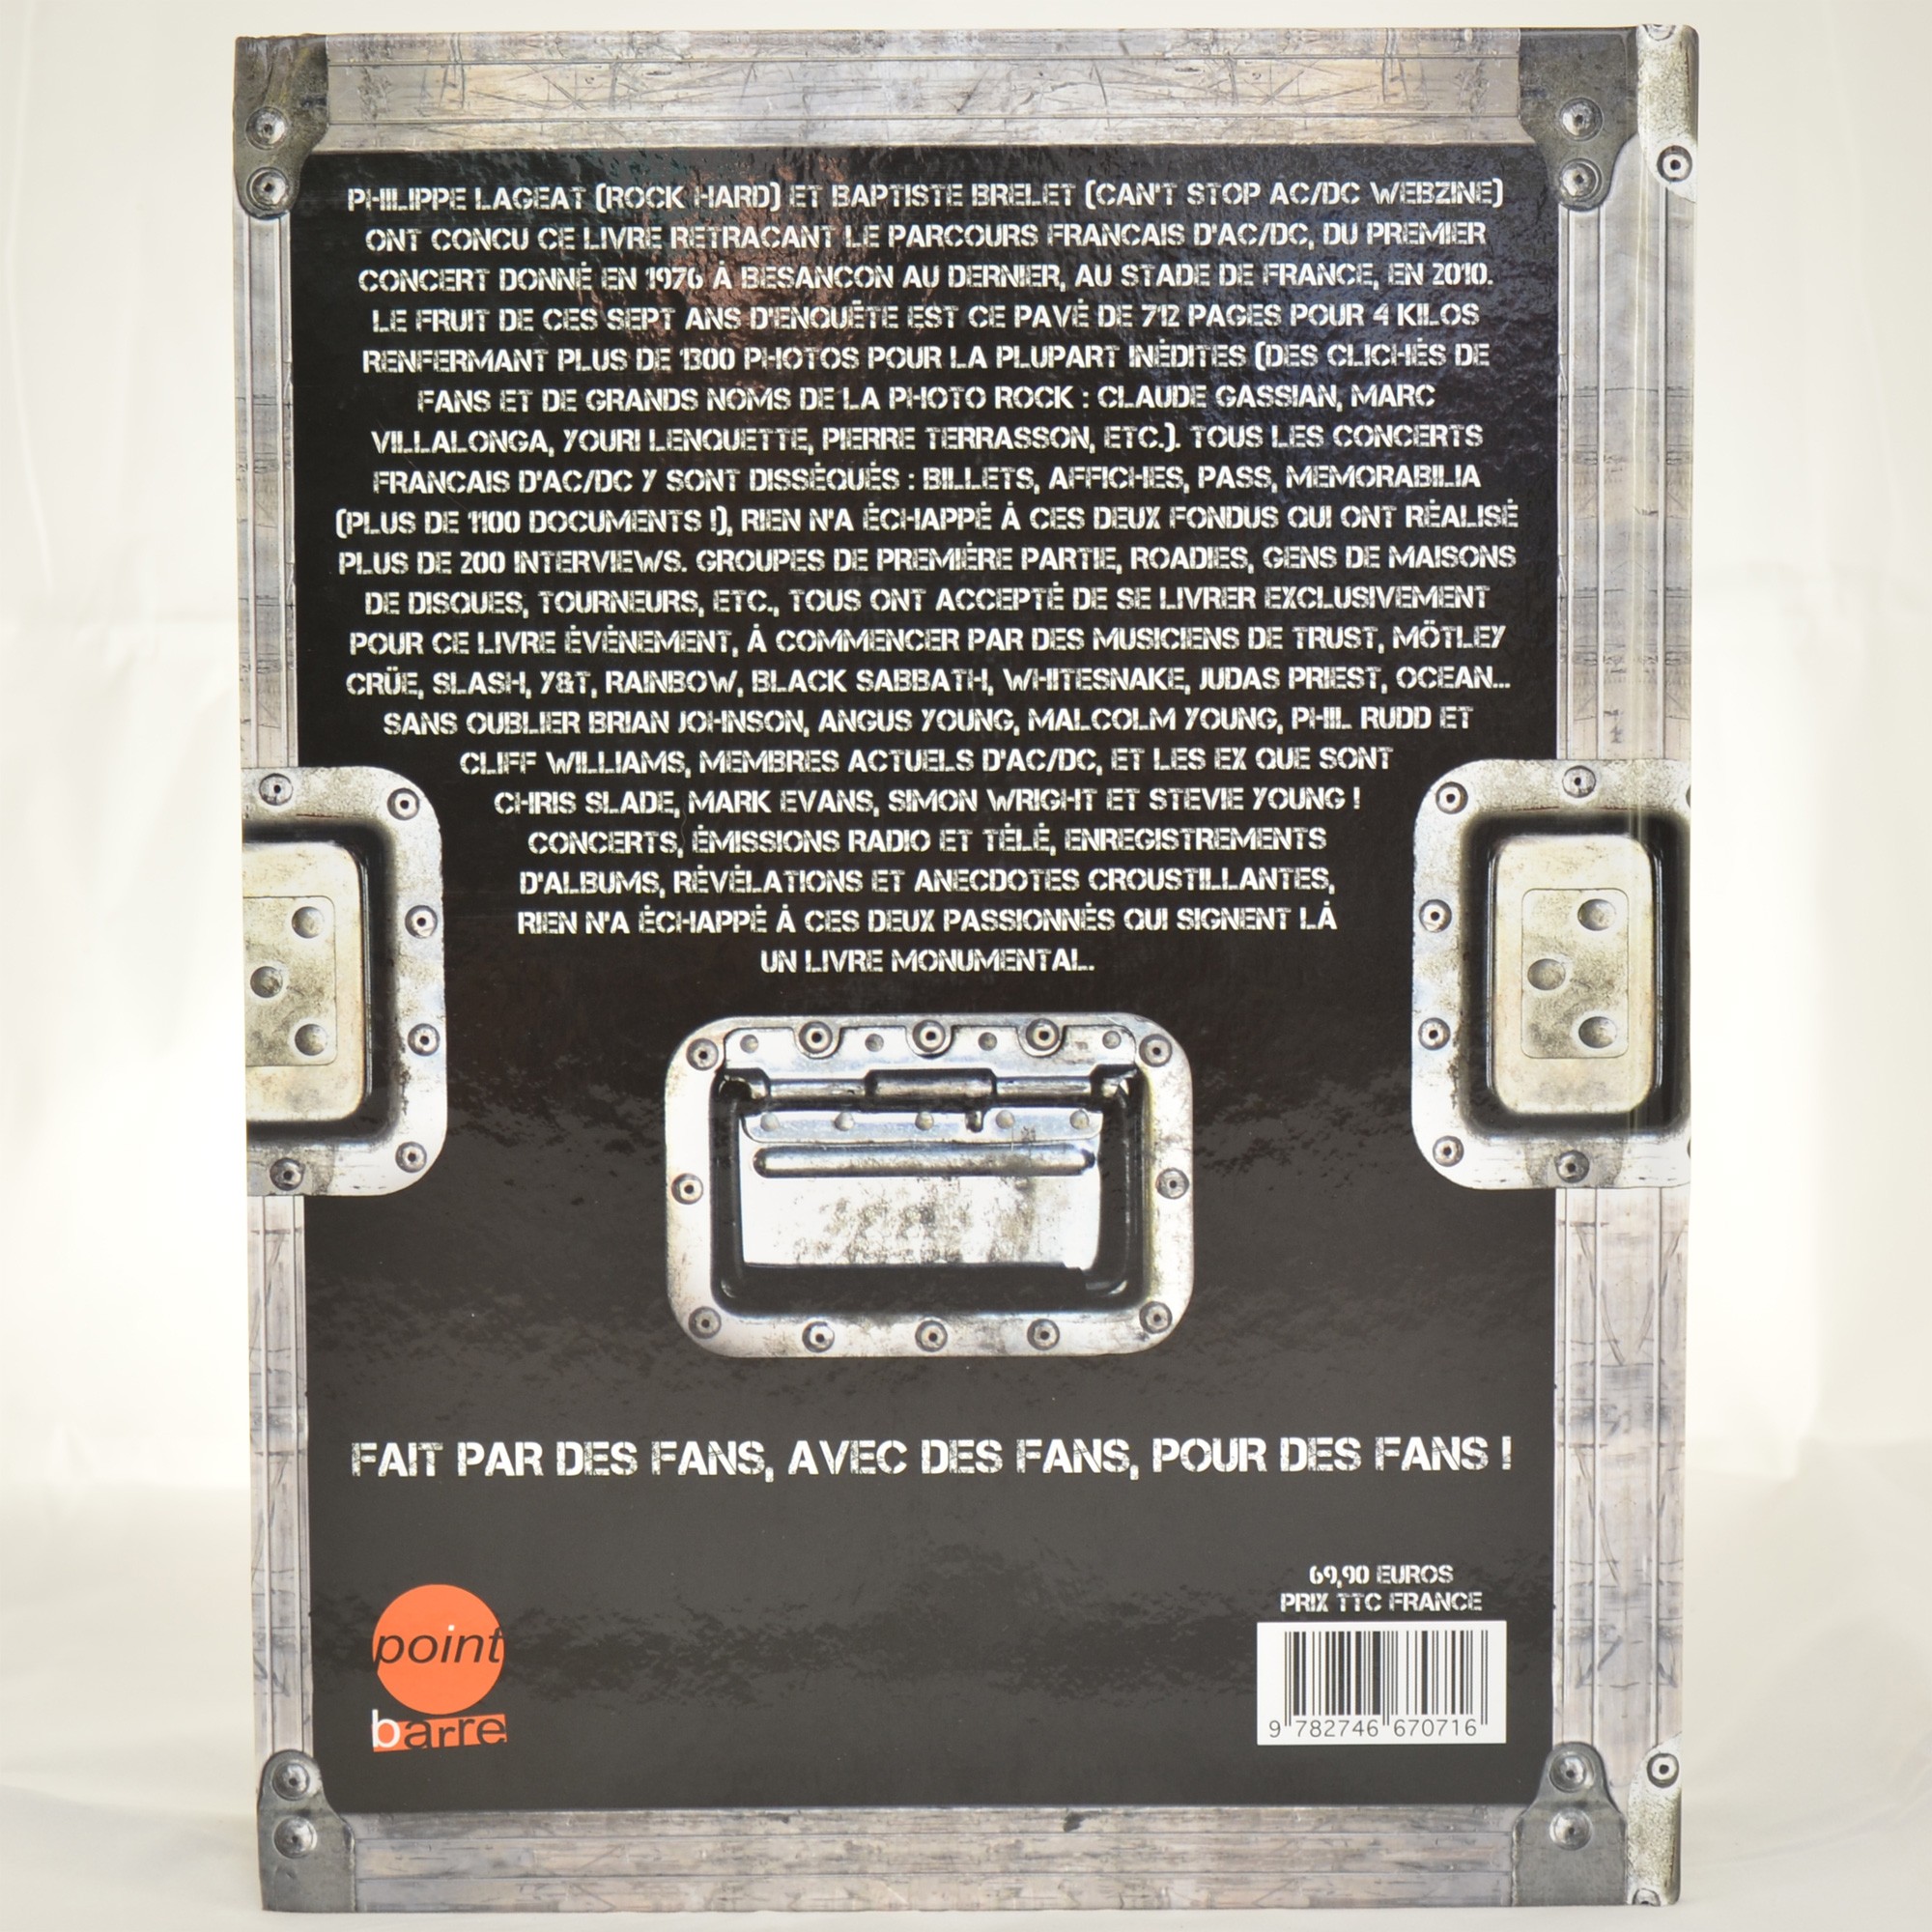 PHILIPPE LAGEAT (ROCK HARD) ET BAPTISTE BRELET (CAN'T STOP AC/DC WEBZINE)
ONT CONCU CE LIVRE RETRACANT LE PARCOURS FRANCAIS D'AC/DC, DU PREMIER
CONCERT DONNÉ EN 1976 À BESANCON AU DERNIER, AU STADE DE FRANCE, EN 2010.
LE FRUIT DE CES SEPT ANS D'ENQUÊTE EST CE PAVÉ DE 712 PAGES POUR 4 KILOS
RENFERMANT PLUS DE 1300 PHOTOS POUR LA PLUPART INÉDITES (DES CLICHÉS DE
FANS ET DE GRANDS NOMS DE LA PHOTO ROCK : CLAUDE GASSIAN, MARC
VILLALONGA, YOURI LENQUETTE, PIERRE TERRASSON, ETC.). TOUS LES CONCERTS
FRANCAIS D'AC/DC Y SONT DISSÉQUÉS : BILLETS, AFFICHES, PASS, MEMORABILIA
(PLUS DE 1100 DOCUMENTS !), RIEN N'A ÉCHAPPÉ À CES DEUX FONDUS QUI ONT RÉALISÉ
PLUS DE 200 INTERVIEWS. GROUPES DE PREMIÈRE PARTIE, ROADIES, GENS DE MAISONS
DE DISQUES, TOURNEURS, ETC., TOUS ONT ACCEPTÉ DE SE LIVRER EXCLUSIVEMENT
POUR CE LIVRE ÉVÉNEMENT, À COMMENCER PAR DES MUSICIENS DE TRUST, MÖTLEY
CRÜE, SLASH, Y&T, RAINBOW, BLACK SABBATH, WHITESNAKE, JUDAS PRIEST, OCEAN...
SANS OUBLIER BRIAN JOHNSON, ANGUS YOUNG, MALCOLM YOUNG, PHIL RUDD ET
CLIFF WILLIAMS, MEMBRES ACTUELS D'AC/DC, ET LES EX QUE SONT
CHRIS SLADE, MARK EVANS, SIMON WRIGHT ET STEVIE YOUNG !
CONCERTS, ÉMISSIONS RADIO ET TÉLÉ, ENREGISTREMENTS
D'ALBUMS, RÉVÉLATIONS ET ANECDOTES CROUSTILLANTES,
RIEN N'A ÉCHAPPÉ À CES DEUX PASSIONNÉS QUI SIGNENT LÀ
UN LIVRE MONUMENTAL.
FAIT PAR DES FANS, AVEC DES FANS, POUR DES FANS !
69,90 EUROS
PRIX TTC FRANCE
point
barre
9 782746 670716